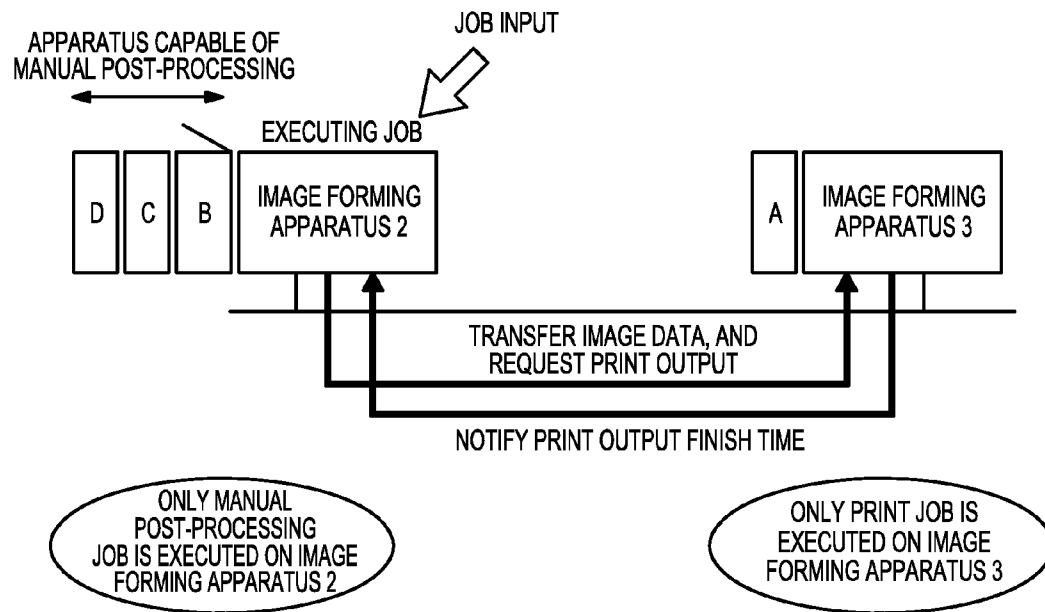 JOB INPUT
APPARATUS CAPABLE OF
MANUAL POST-PROCESSING
EXECUTING JOB
D
C
B
IMAGE FORMING
APPARATUS 2
A
IMAGE FORMING
APPARATUS 3
TRANSFER IMAGE DATA, AND
REQUEST PRINT OUTPUT
NOTIFY PRINT OUTPUT FINISH TIME
ONLY MANUAL
POST-PROCESSING
JOB IS EXECUTED ON IMAGE
FORMING APPARATUS 2
ONLY PRINT JOB IS
EXECUTED ON IMAGE
FORMING APPARATUS 3